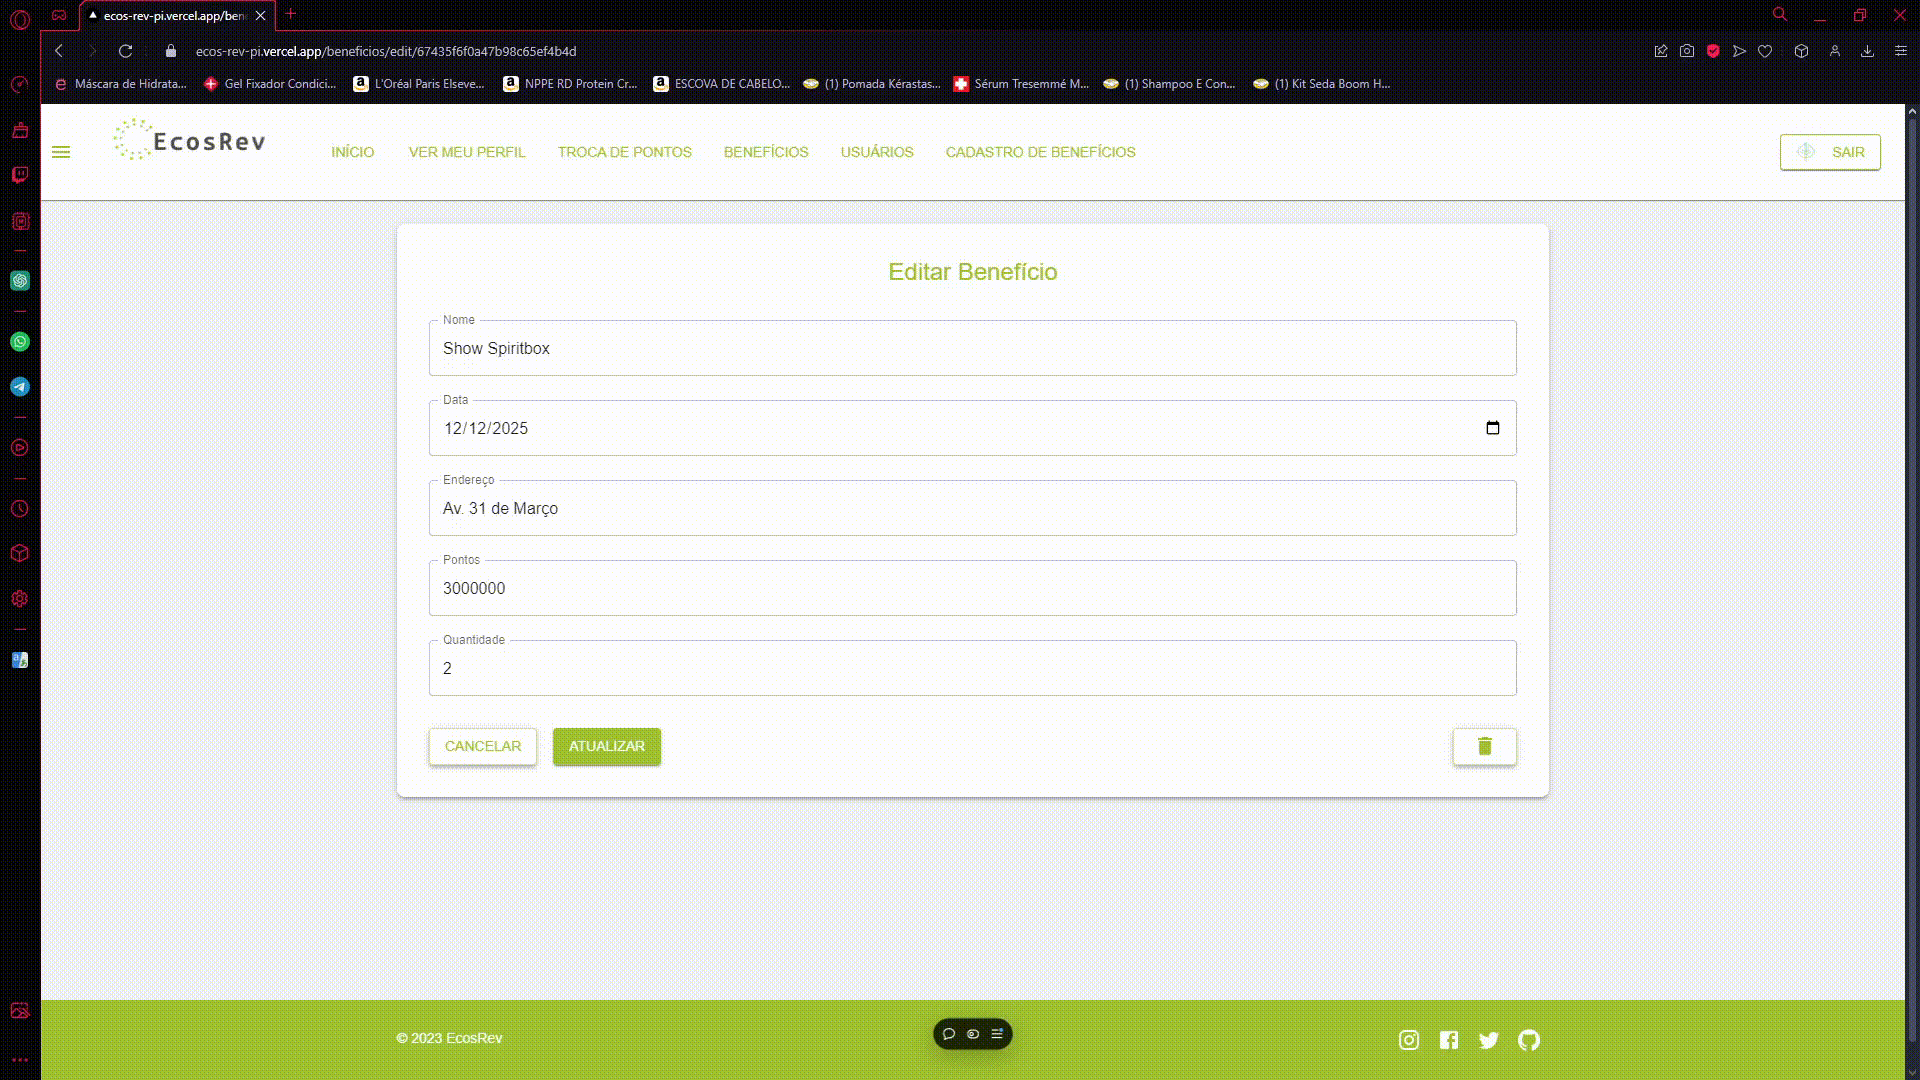 ecos-rev-pi.vercel.app/ben
ecos-rev-pi.vercel.app/beneficios/edit/67435f6f0a47b98c65ef4b4d
Máscara de Hidrata...
Gel Fixador Condici...
L'Oréal Paris Elseve...
NPPE RD Protein Cr...
ESCOVA DE CABELO...
(1) Pomada Kérastas...
Sérum Tresemmé M...
(1) Shampoo E Con...
(1) Kit Seda Boom H...
EcosRev
INÍCIO
VER MEU PERFIL
TROCA DE PONTOS
BENEFÍCIOS
USUÁRIOS
CADASTRO DE BENEFÍCIOS
SAIR
Editar Benefício
Nome
Show Spiritbox
Data
12/12/2025
Endereço
Av. 31 de Março
Pontos
3000000
Quantidade
2
CANCELAR
ATUALIZAR
© 2023 EcosRev